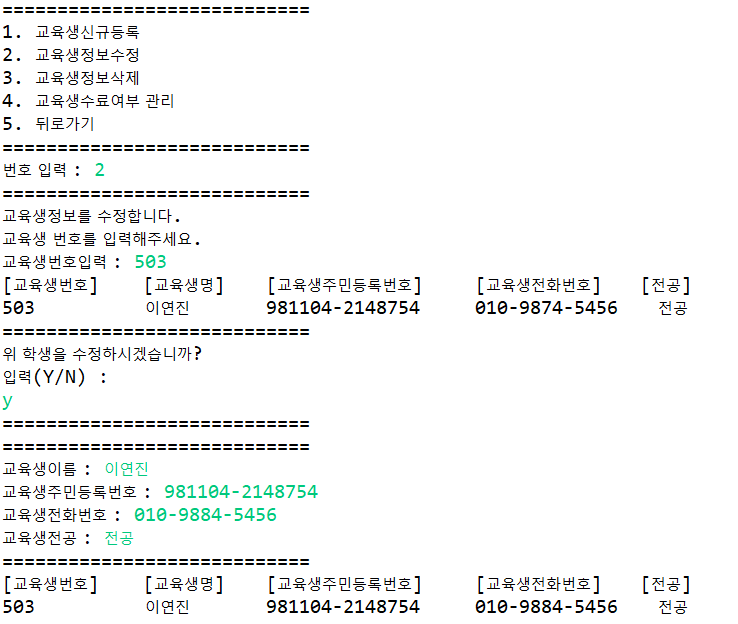 ============================
1. 교육생신규등록
2. 교육생정보수정
3. 교육생정보삭제
4. 교육생수료여부 관리
5. 뒤로가기
============================
번호 입력 : 2
============================
교육생정보를 수정합니다.
교육생 번호를 입력해주세요.
교육생번호입력 : 503
[교육생번호] [교육생명] [교육생주민등록번호] [교육생전화번호] [전공]
503 이연진 981104-2148754 010-9874-5456 전공
============================
위 학생을 수정하시겠습니까?
입력(Y/N) :
y
============================
============================
교육생이름 : 이연진
교육생주민등록번호 : 981104-2148754
교육생전화번호 : 010-9884-5456
교육생전공 : 전공
============================
[교육생번호] [교육생명] [교육생주민등록번호] [교육생전화번호] [전공]
503 이연진 981104-2148754 010-9884-5456 전공